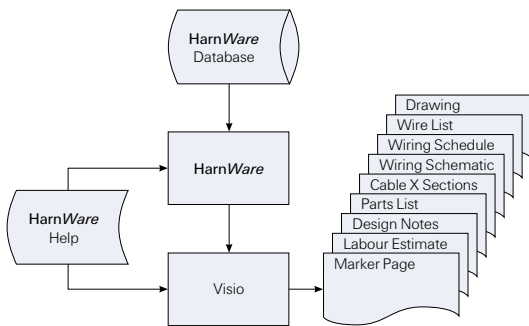 HarnWare
Database
HarnWare
HarnWare
Help
Visio
Drawing
Wire List
Wiring Schedule
Wiring Schematic
Cable X Sections
Parts List
Design Notes
Labour Estimate
Marker Page